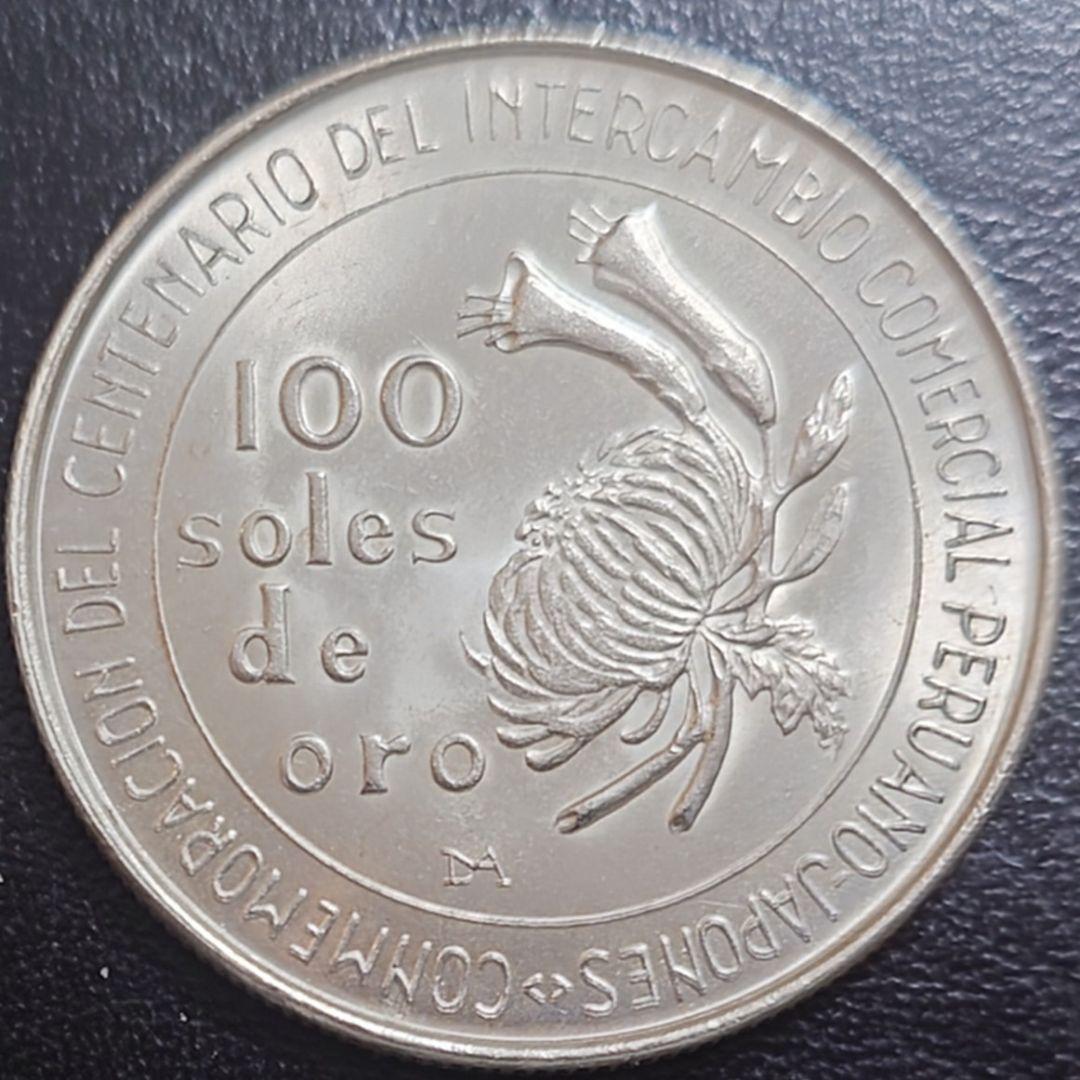 CONMEMORACION DEL CENTENARIO DEL INTERCAMBIO COMERCIAL PERUANO=JAPONES
100
soles
de
oro